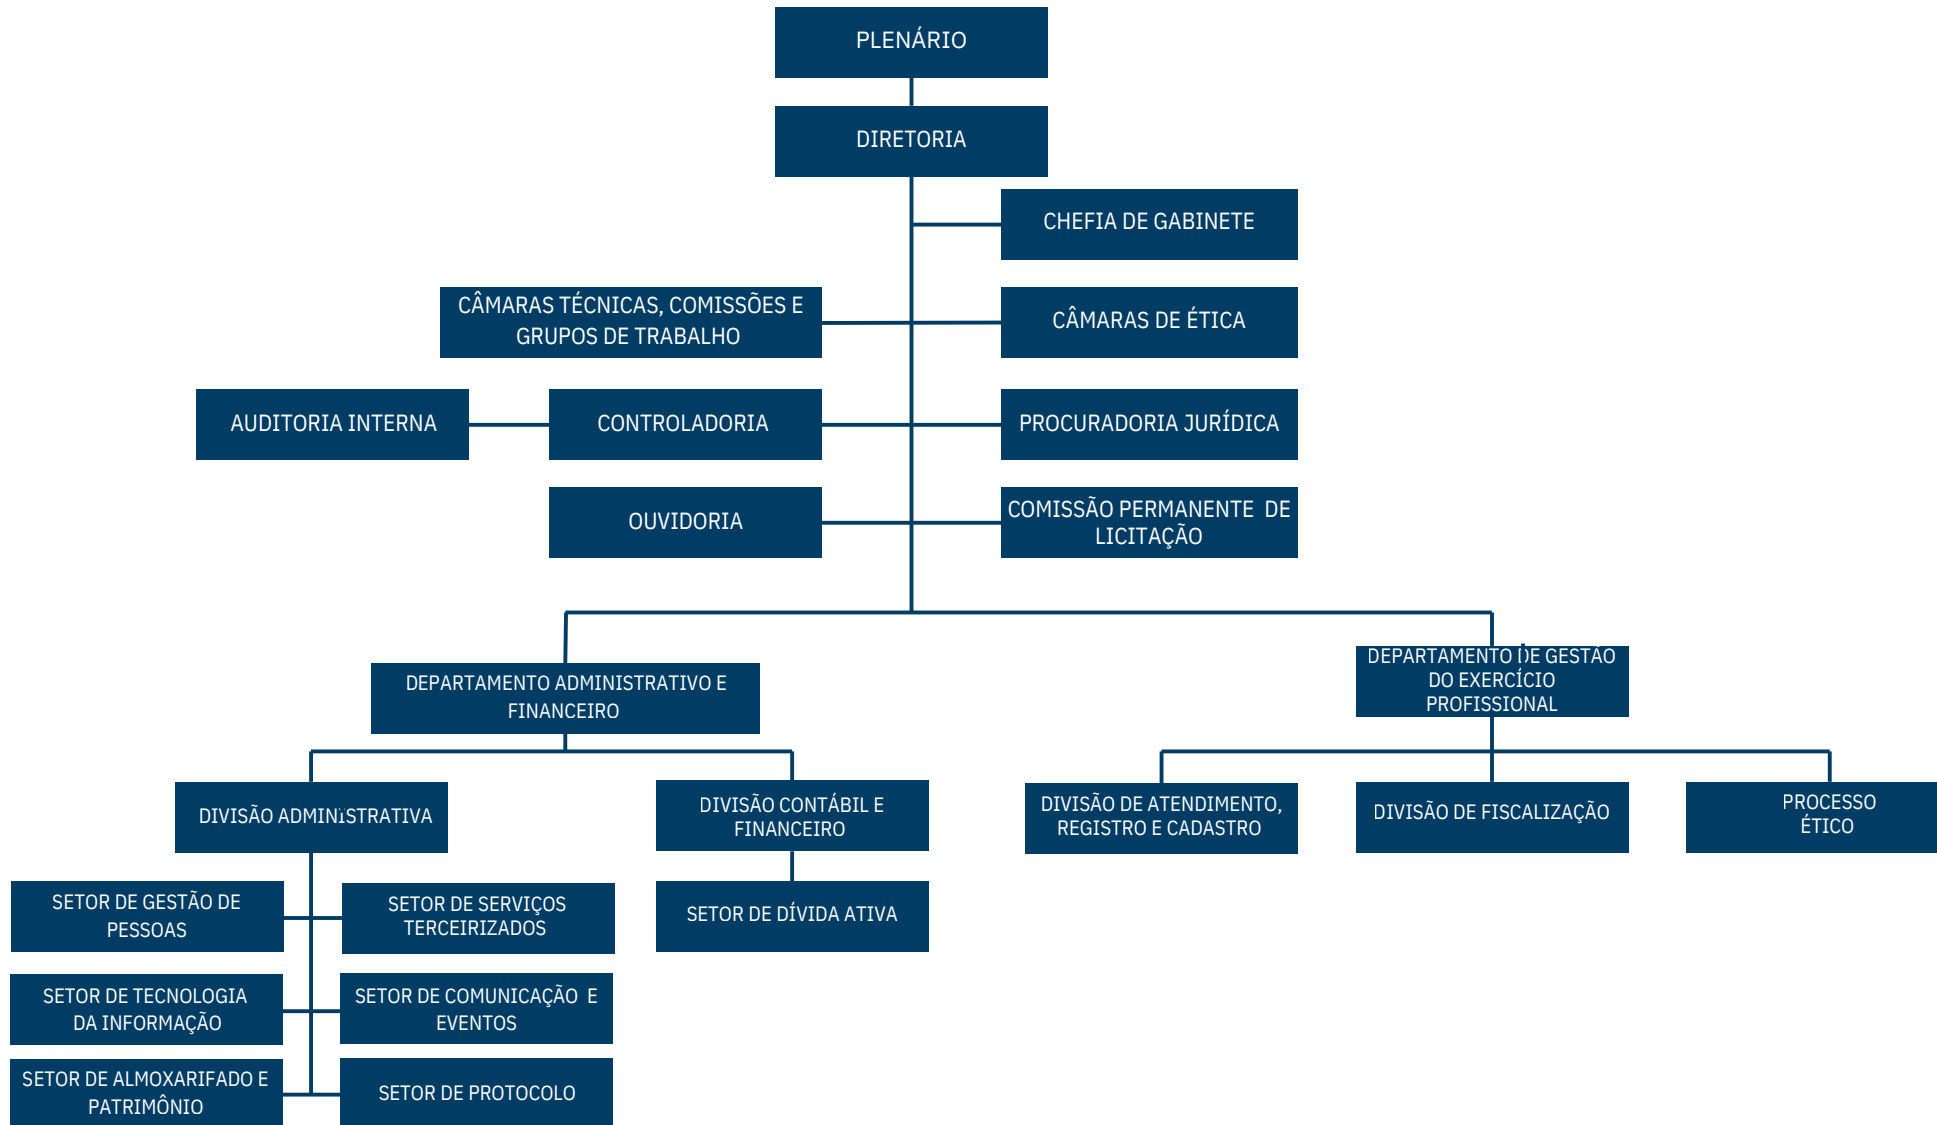 PLENÁRIO
DIRETORIA
CHEFIA DE GABINETE
CÂMARAS TÉCNICAS, COMISSÕES E
GRUPOS DE TRABALHO
CÂMARAS DE ÉTICA
AUDITORIA INTERNA
CONTROLADORIA
PROCURADORIA JURÍDICA
OUVIDORIA
COMISSÃO PERMANENTE DE
LICITAÇÃO
DEPARTAMENTO ADMINISTRATIVO E
FINANCEIRO
DEPARTAMENTO DE GESTÃO
DO EXERCÍCIO
PROFISSIONAL
DIVISÃO ADMINISTRATIVA
DIVISÃO CONTÁBIL E
FINANCEIRO
DIVISÃO DE ATENDIMENTO,
REGISTRO E CADASTRO
DIVISÃO DE FISCALIZAÇÃO
PROCESSO
ÉTICO
SETOR DE GESTÃO DE
PESSOAS
SETOR DE SERVIÇOS
TERCEIRIZADOS
SETOR DE DÍVIDA ATIVA
SETOR DE TECNOLOGIA
DA INFORMAÇÃO
SETOR DE COMUNICAÇÃO E
EVENTOS
SETOR DE ALMOXARIFADO E
PATRIMÔNIO
SETOR DE PROTOCOLO